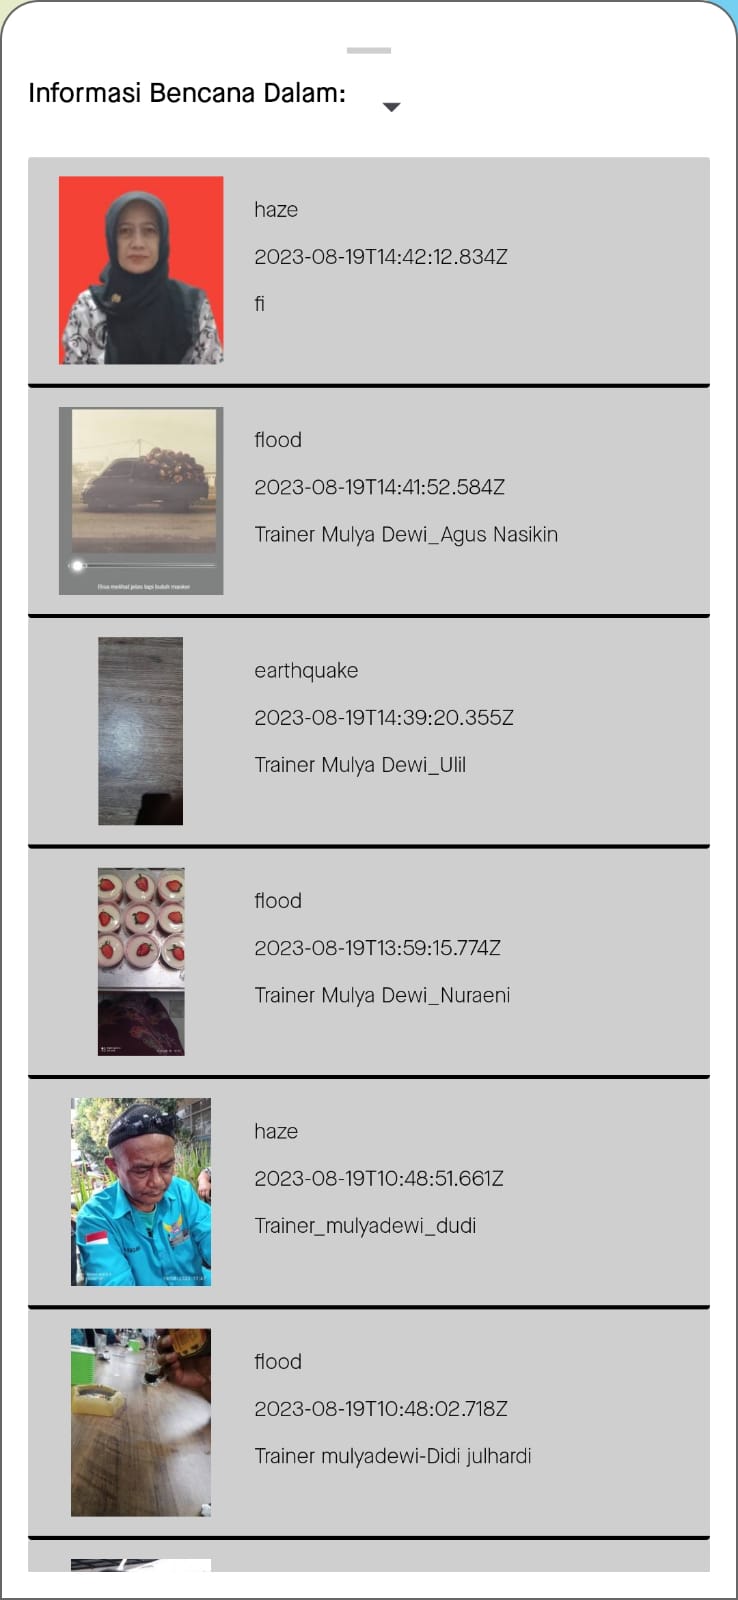 Informasi Bencana Dalam:
haze
2023-08-19T14:42:12.834Z
fi
flood
2023-08-19T14:41:52.584Z
Trainer Mulya Dewi_Agus Nasikin
Bisa melihat jelas tapi butuh masker
earthquake
2023-08-19T14:39:20.355Z
Trainer Mulya Dewi_Ulil
flood
2023-08-19T13:59:15.774Z
Trainer Mulya Dewi_Nuraeni
haze
2023-08-19T10:48:51.661Z
Trainer_mulyadewi_dudi
flood
2023-08-19T10:48:02.718Z
Trainer mulyadewi-Didi julhardi